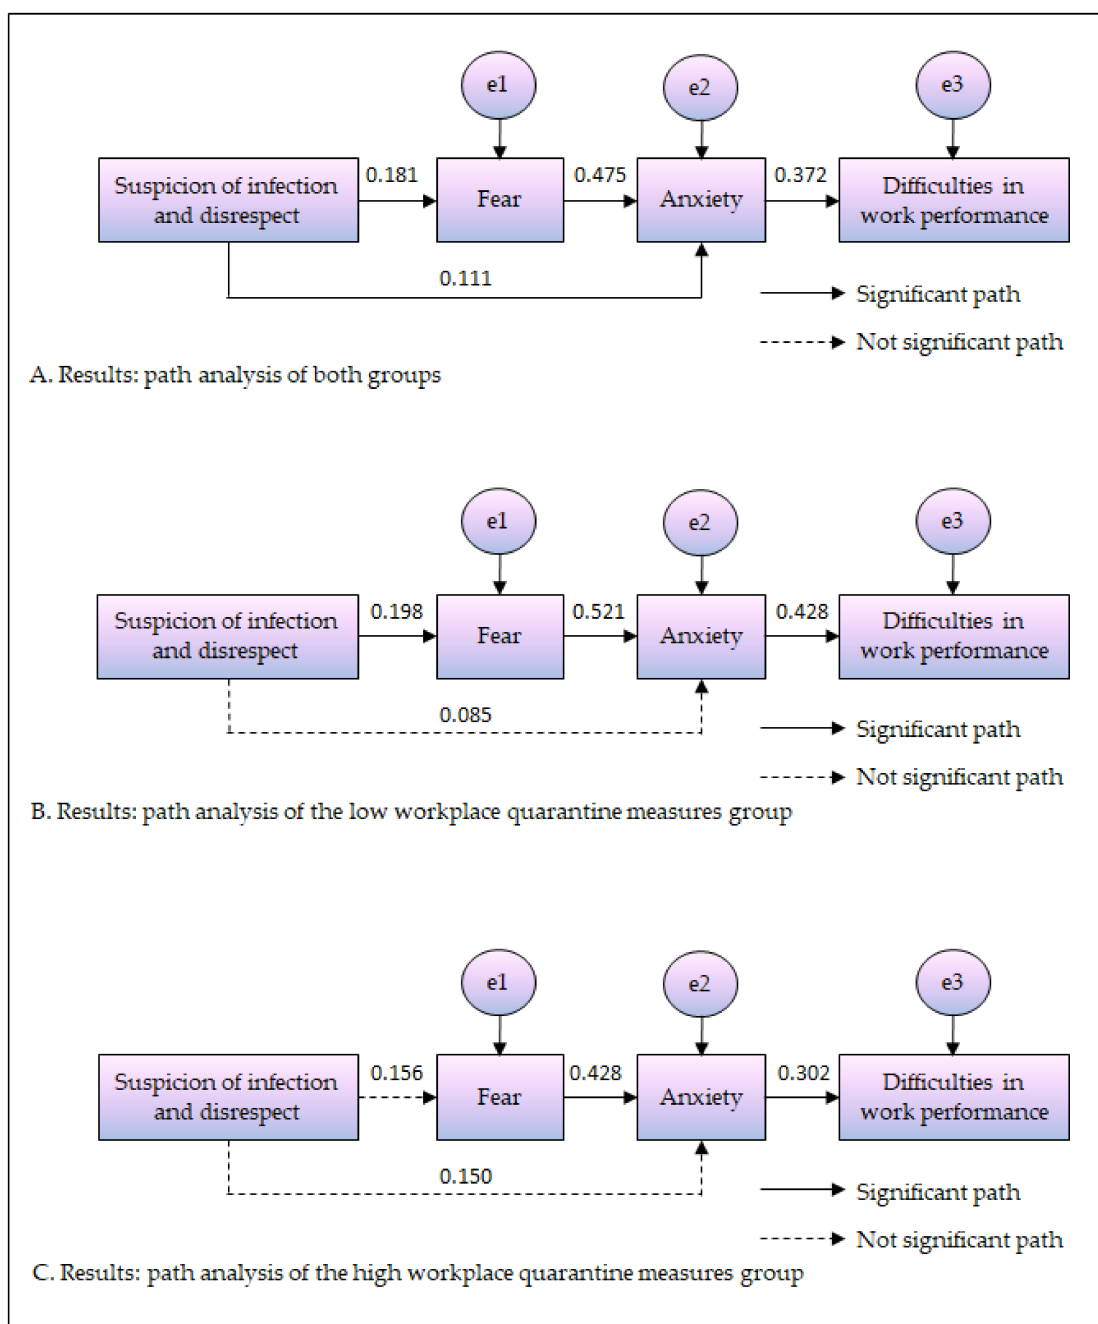 e1
e2
e3
Suspicion of infection
and disrespect
0.181
Fear
0.475
Anxiety
0.372
Difficulties in
work performance
0.111
Significant path
Not significant path
A. Results: path analysis of both groups
e1
e2
e3
Suspicion of infection
and disrespect
0.198
Fear
0.521
Anxiety
0.428
Difficulties in
work performance
0.085
Significant path
Not significant path
B. Results: path analysis of the low workplace quarantine measures group
e1
e2
e3
Suspicion of infection
and disrespect
0.156
Fear
0.428
Anxiety
0.302
Difficulties in
work performance
0.150
Significant path
Not significant path
C. Results: path analysis of the high workplace quarantine measures group